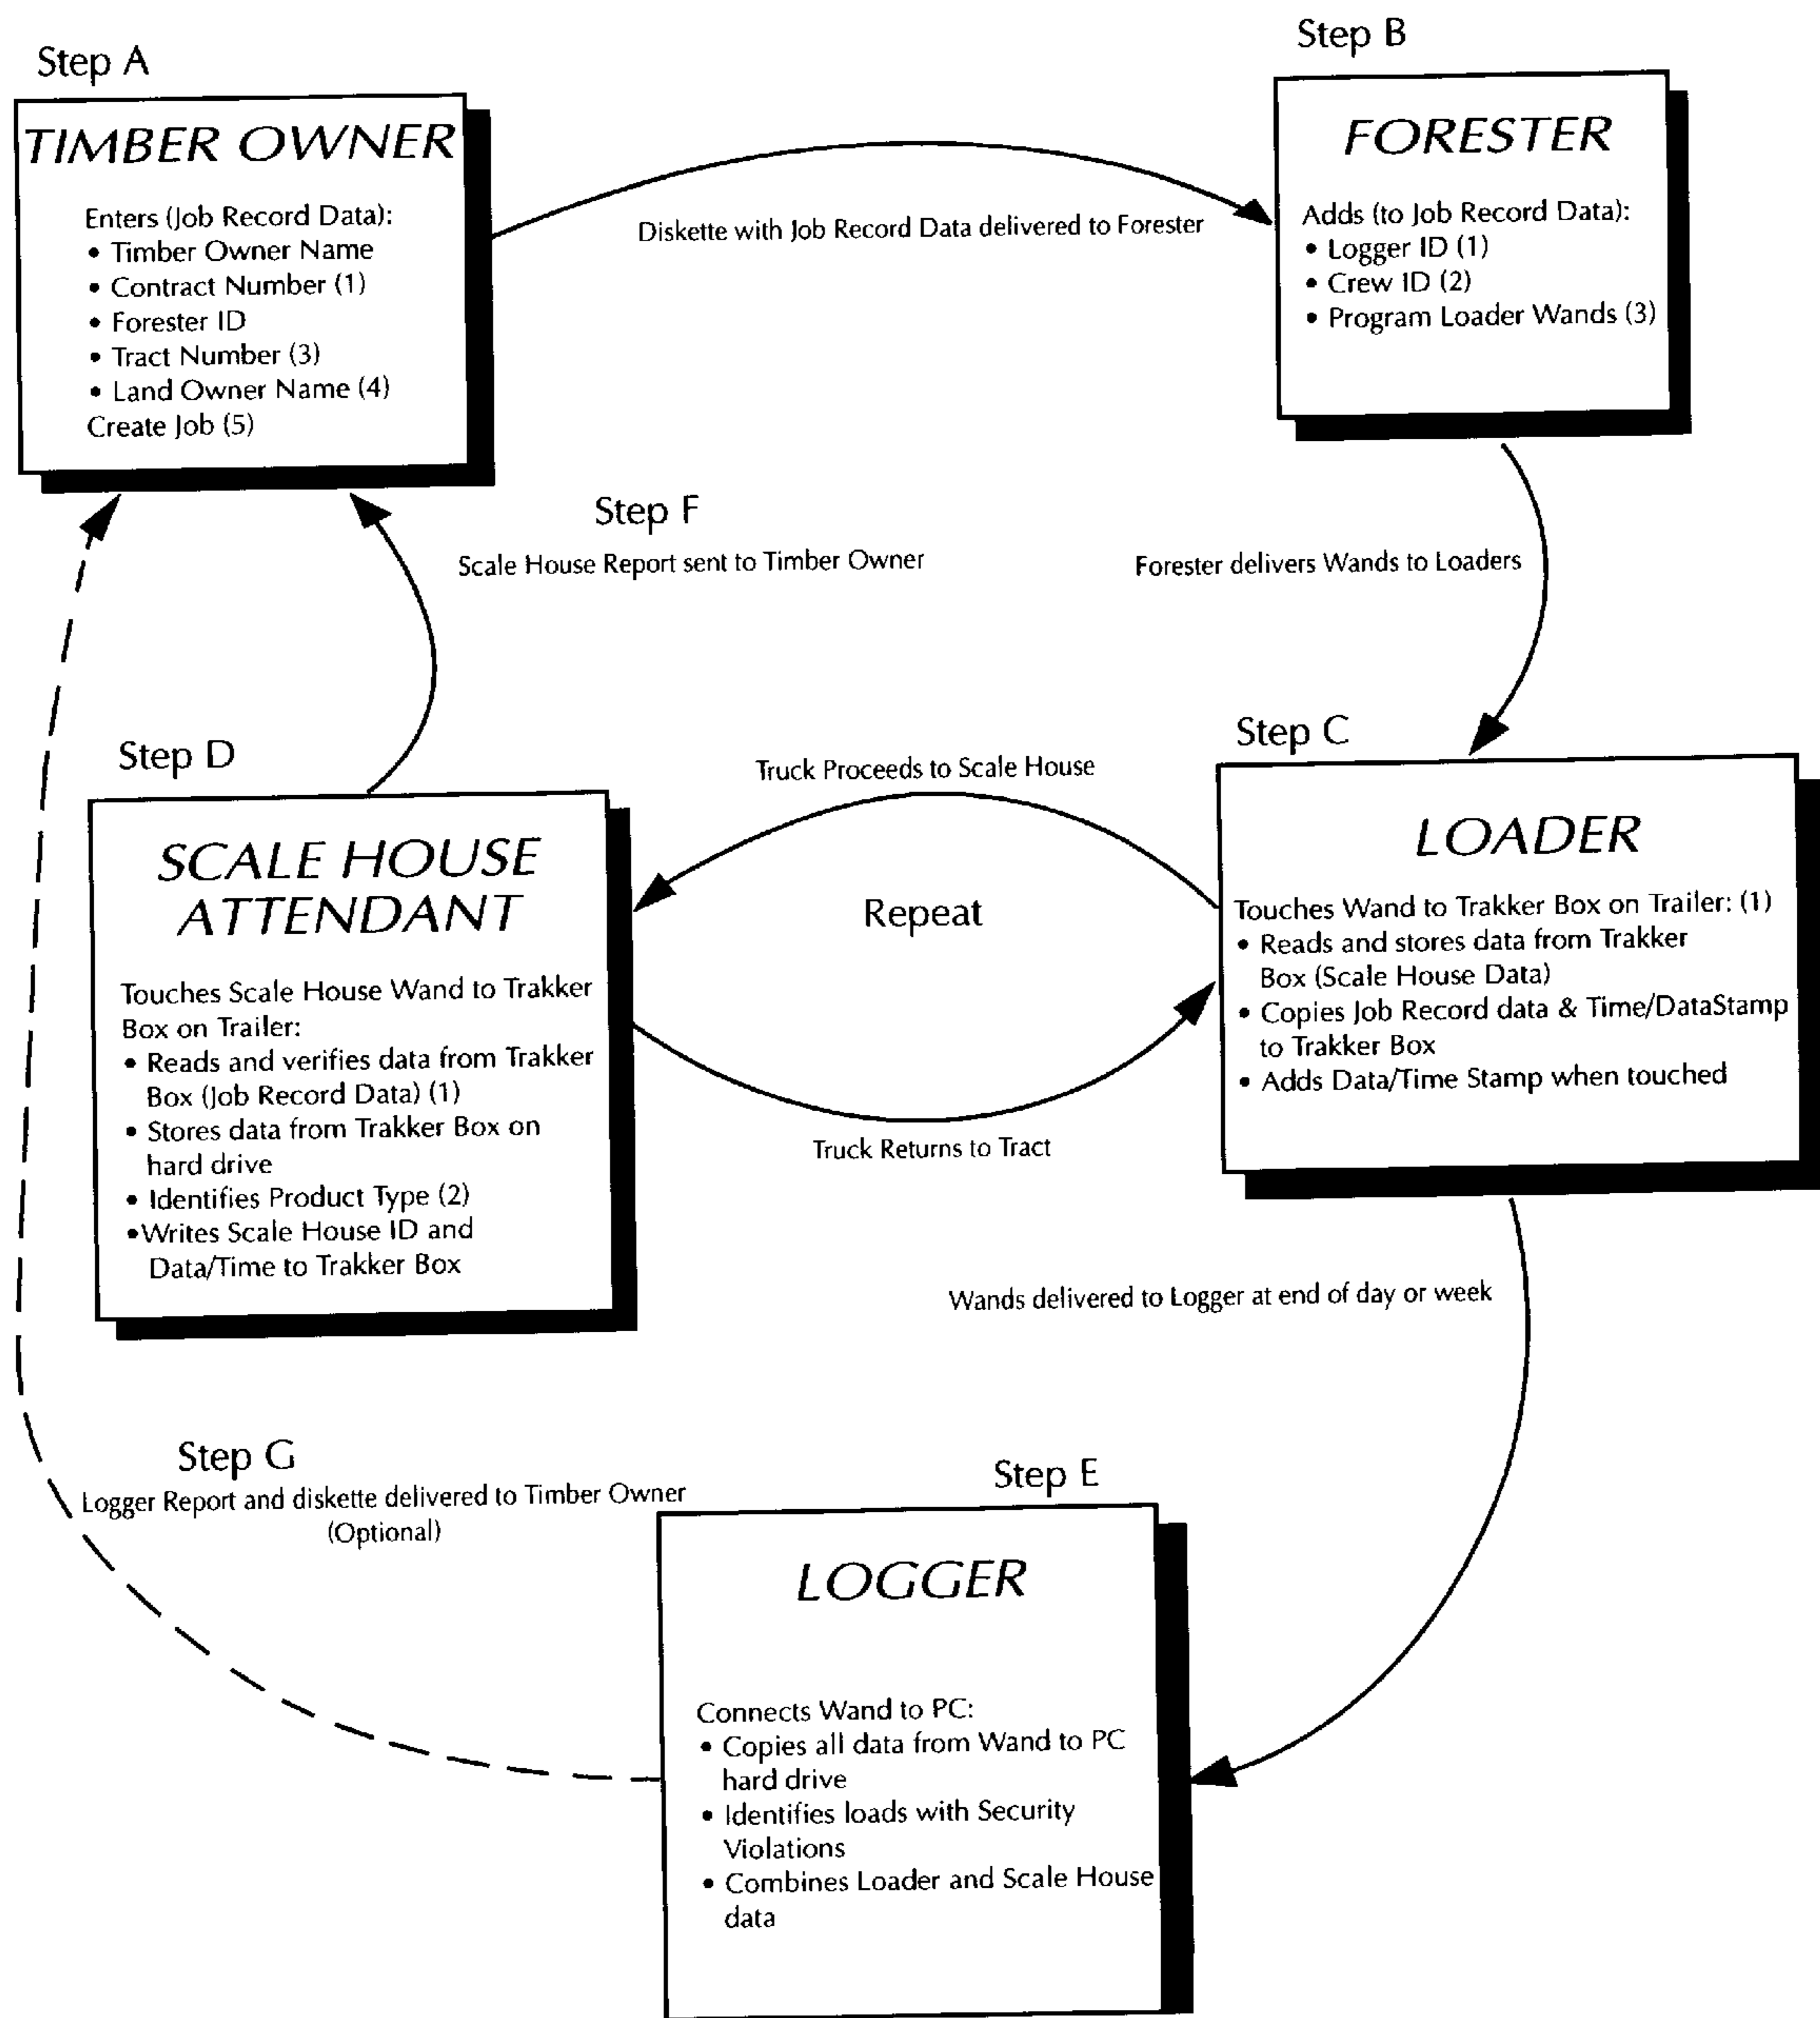 Step A
TIMBER OWNER
Enters (Job Record Data):
• Timber Owner Name
• Contract Number (1)
• Forester ID
• Tract Number (3)
• Land Owner Name (4)
Create Job (5)
Diskette with Job Record Data delivered to Forester
Step B
FORESTER
Adds (to Job Record Data):
• Logger ID (1)
• Crew ID (2)
• Program Loader Wands (3)
Step F
Scale House Report sent to Timber Owner
Forester delivers Wands to Loaders
Step D
SCALE HOUSE
ATTENDANT
Touches Scale House Wand to Trakker
Box on Trailer:
• Reads and verifies data from Trakker
Box (Job Record Data) (1)
• Stores data from Trakker Box on
hard drive
• Identifies Product Type (2)
•Writes Scale House ID and
Data/Time to Trakker Box
Truck Proceeds to Scale House
Repeat
Truck Returns to Tract
Step C
LOADER
Touches Wand to Trakker Box on Trailer: (1)
• Reads and stores data from Trakker
Box (Scale House Data)
• Copies Job Record data & Time/DataStamp
to Trakker Box
• Adds Data/Time Stamp when touched
Wands delivered to Logger at end of day or week
Step G
Logger Report and diskette delivered to Timber Owner
(Optional)
Step E
LOGGER
Connects Wand to PC:
• Copies all data from Wand to PC
hard drive
• Identifies loads with Security
Violations
• Combines Loader and Scale House
data